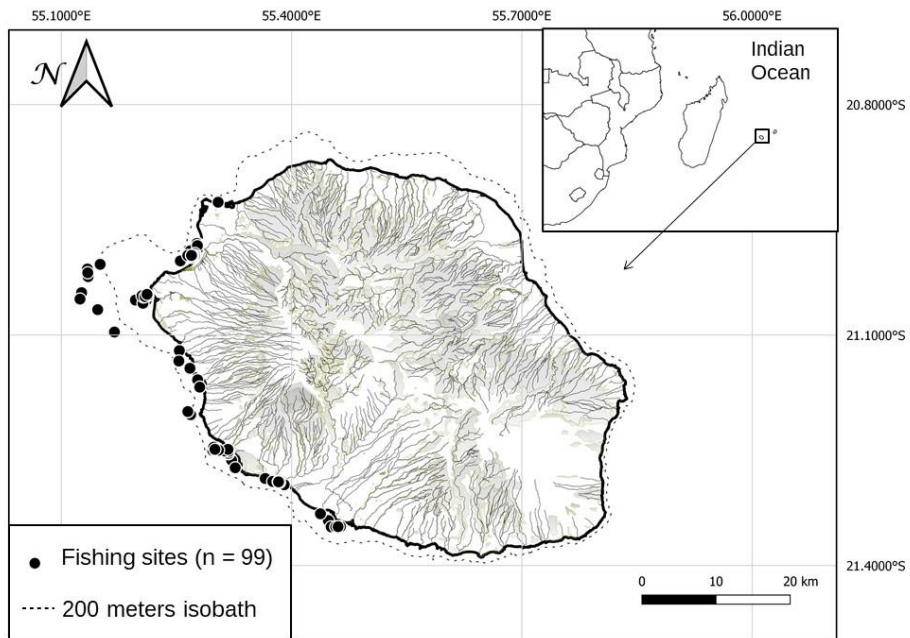 55.1000°E 55.4000°E 55.7000°E 56.0000°E
N
Indian
Ocean
20.8000°S
21.1000°S
21.4000°S
Fishing sites (n = 99)
200 meters isobath
0 10 20 km